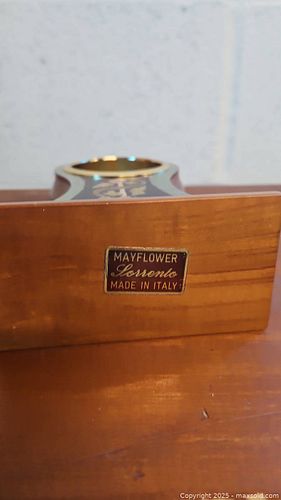 MAYFLOWER
Sorrento
MADE IN ITALY
Copyright © 2025 - maxsold.com